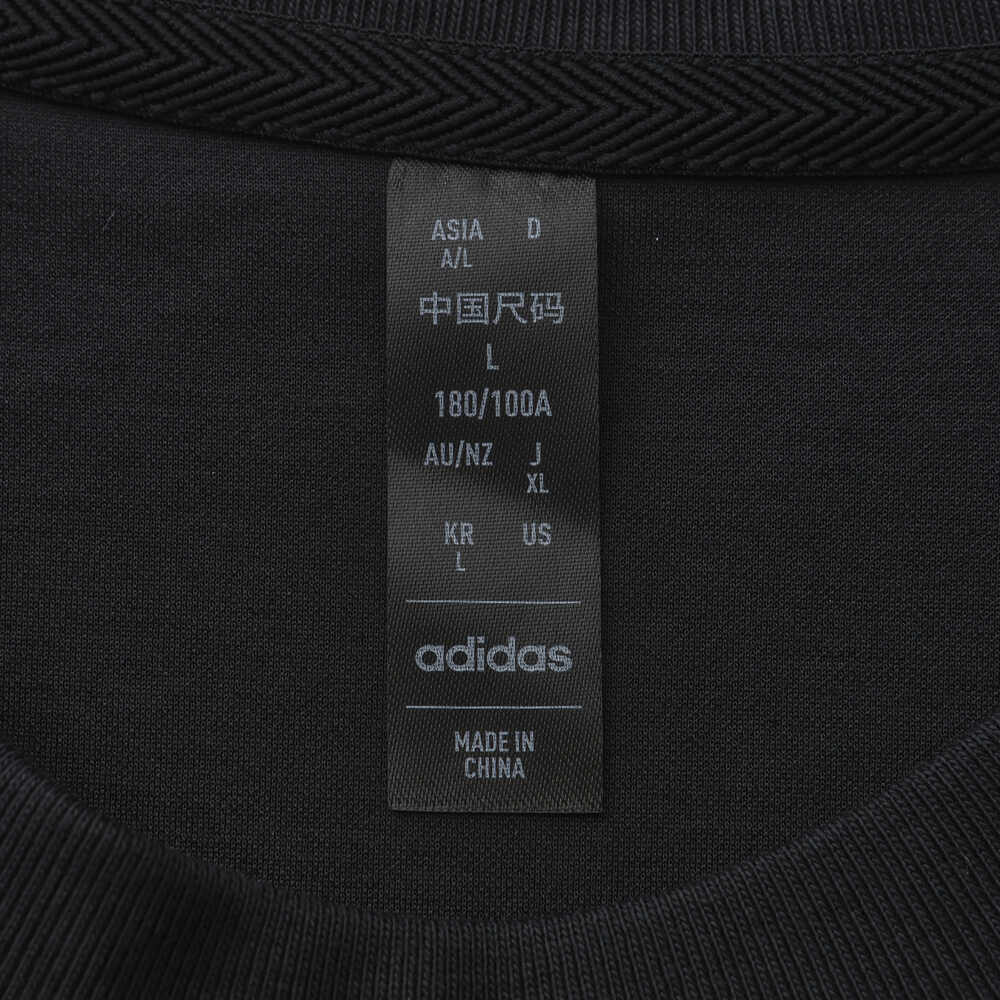 ASIA D
A/L
中国尺码
L
180/100A
AU/NZ J
XL
KR US
L
adidas
MADE IN
CHINA